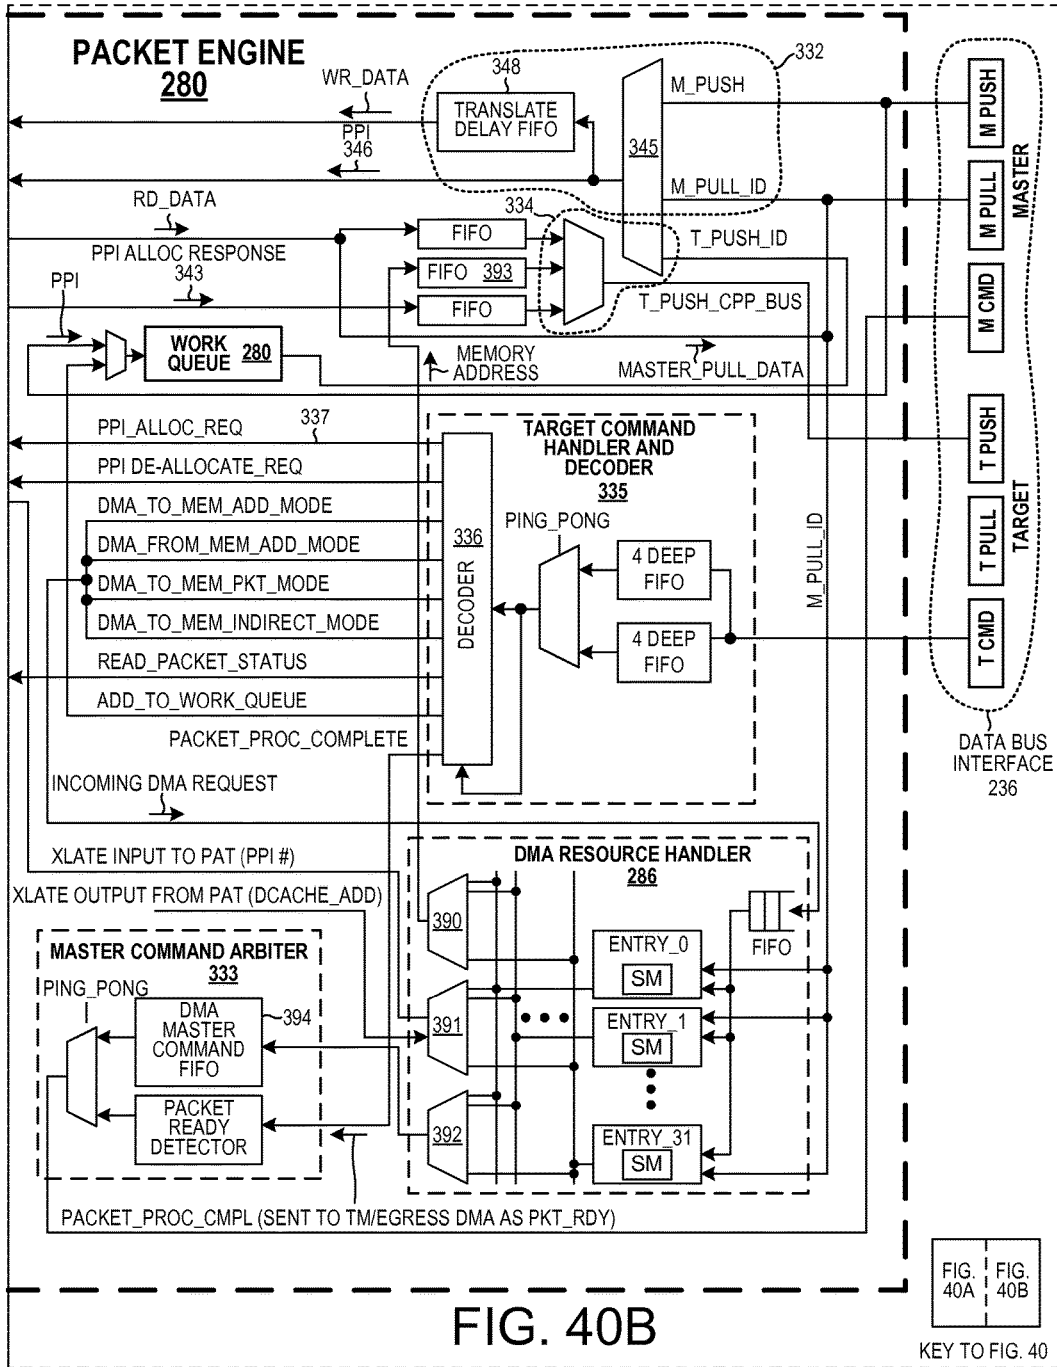 PACKET ENGINE
280
WR_DATA
348
TRANSLATE
DELAY FIFO
PPI
346
332
M_PUSH
345
M_PULL_ID
RD_DATA
PPI ALLOC RESPONSE
343
PPI
334
FIFO
FIFO 393
FIFO
T_PUSH_ID
T_PUSH_CPP_BUS
WORK
QUEUE 280
MEMORY
ADDRESS
MASTER_PULL_DATA
M PUSH
M PULL
M CMD
MASTER
T PUSH
T PULL
T CMD
TARGET
DATA BUS
INTERFACE
236
PPI_ALLOC_REQ
337
PPI DE-ALLOCATE_REQ
DMA_TO_MEM_ADD_MODE
DMA_FROM_MEM_ADD_MODE
DMA_TO_MEM_PKT_MODE
DMA_TO_MEM_INDIRECT_MODE
READ_PACKET_STATUS
ADD_TO_WORK_QUEUE
PACKET_PROC_COMPLETE
TARGET COMMAND
HANDLER AND
DECODER
335
336
DECODER
PING_PONG
4 DEEP
FIFO
4 DEEP
FIFO
M_PULL_ID
INCOMING DMA REQUEST
XLATE INPUT TO PAT (PPI #)
XLATE OUTPUT FROM PAT (DCACHE_ADD)
DMA RESOURCE HANDLER
286
390
391
392
FIFO
ENTRY_0
SM
ENTRY_1
SM
ENTRY_31
SM
MASTER COMMAND ARBITER
333
PING_PONG
DMA
MASTER
COMMAND
FIFO
394
PACKET
READY
DETECTOR
PACKET_PROC_CMPL (SENT TO TM/EGRESS DMA AS PKT_RDY)
FIG. 40B
FIG.
40A
FIG.
40B
KEY TO FIG. 40